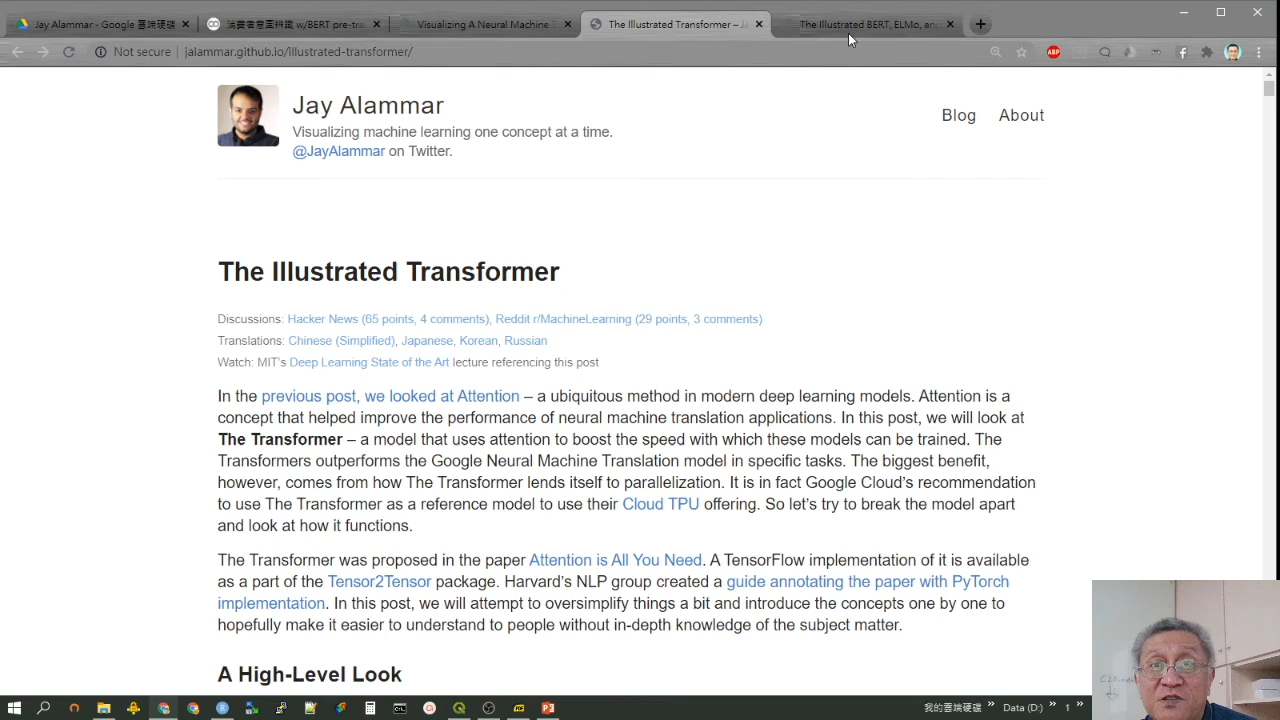 Jay Alammar - Google 雲端硬碟
消費者意圖辨識 w/BERT pre-tra
Visualizing A Neural Machine
The Illustrated Transformer – J
The Illustrated BERT, ELMo, and
Not secure | jalammar.github.io/illustrated-transformer/
ABP
Jay Alammar
Visualizing machine learning one concept at a time.
@JayAlammar on Twitter.
Blog About
The Illustrated Transformer
Discussions: Hacker News (65 points, 4 comments), Reddit r/MachineLearning (29 points, 3 comments)
Translations: Chinese (Simplified), Japanese, Korean, Russian
Watch: MIT’s Deep Learning State of the Art lecture referencing this post
In the previous post, we looked at Attention – a ubiquitous method in modern deep learning models. Attention is a
concept that helped improve the performance of neural machine translation applications. In this post, we will look at
The Transformer – a model that uses attention to boost the speed with which these models can be trained. The
Transformers outperforms the Google Neural Machine Translation model in specific tasks. The biggest benefit,
however, comes from how The Transformer lends itself to parallelization. It is in fact Google Cloud’s recommendation
to use The Transformer as a reference model to use their Cloud TPU offering. So let’s try to break the model apart
and look at how it functions.
The Transformer was proposed in the paper Attention is All You Need. A TensorFlow implementation of it is available
as a part of the Tensor2Tensor package. Harvard’s NLP group created a guide annotating the paper with PyTorch
implementation. In this post, we will attempt to oversimplify things a bit and introduce the concepts one by one to
hopefully make it easier to understand to people without in-depth knowledge of the subject matter.
A High-Level Look
我的雲端硬碟 » Data (D:) » 1 »